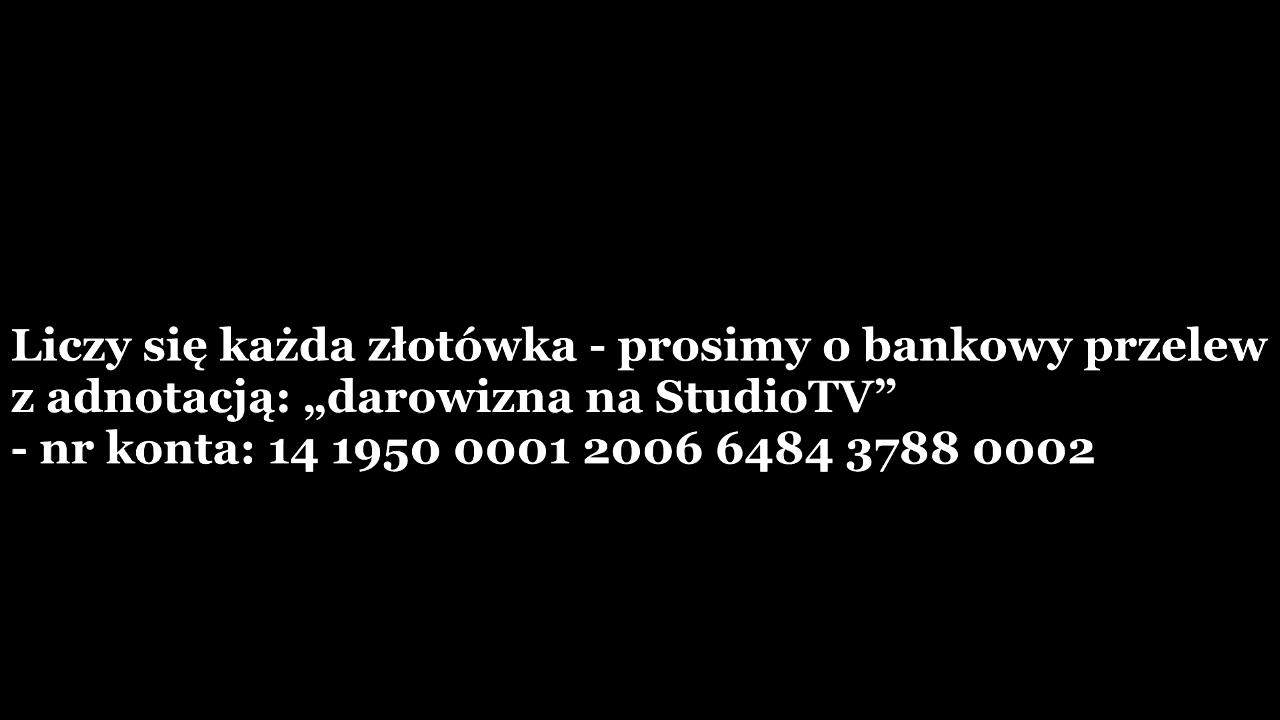 Liczy się każda złotówka - prosimy o bankowy przelew
z adnotacją: „darowizna na StudioTV”
- nr konta: 14 1950 0001 2006 6484 3788 0002